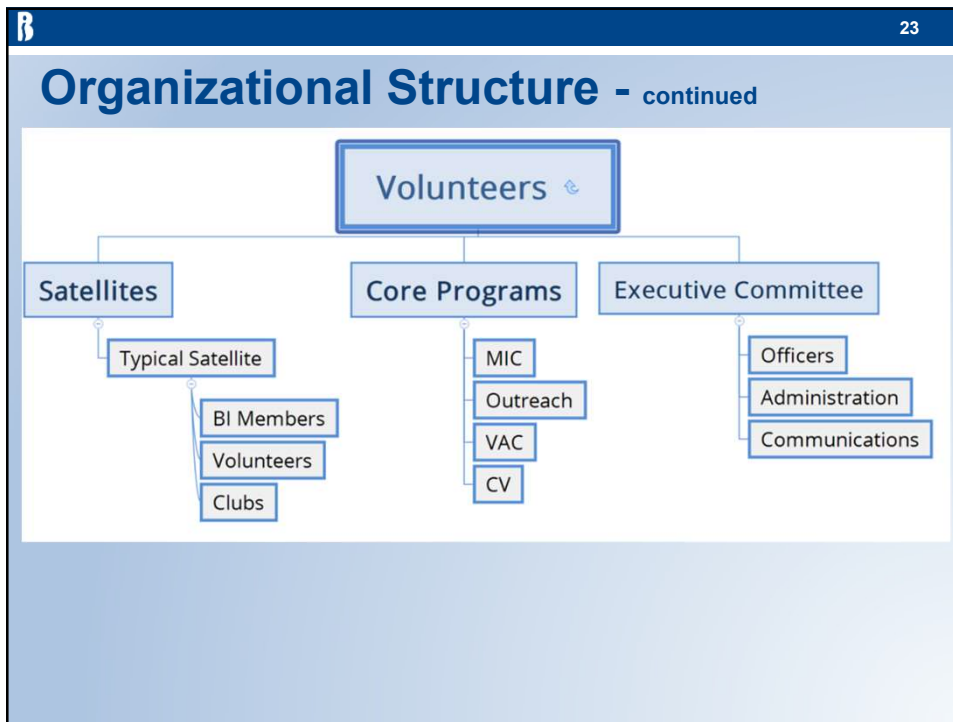 23
Organizational Structure - continued
Volunteers
Satellites
Core Programs
Executive Committee
Typical Satellite
BI Members
Volunteers
Clubs
MIC
Outreach
VAC
CV
Officers
Administration
Communications